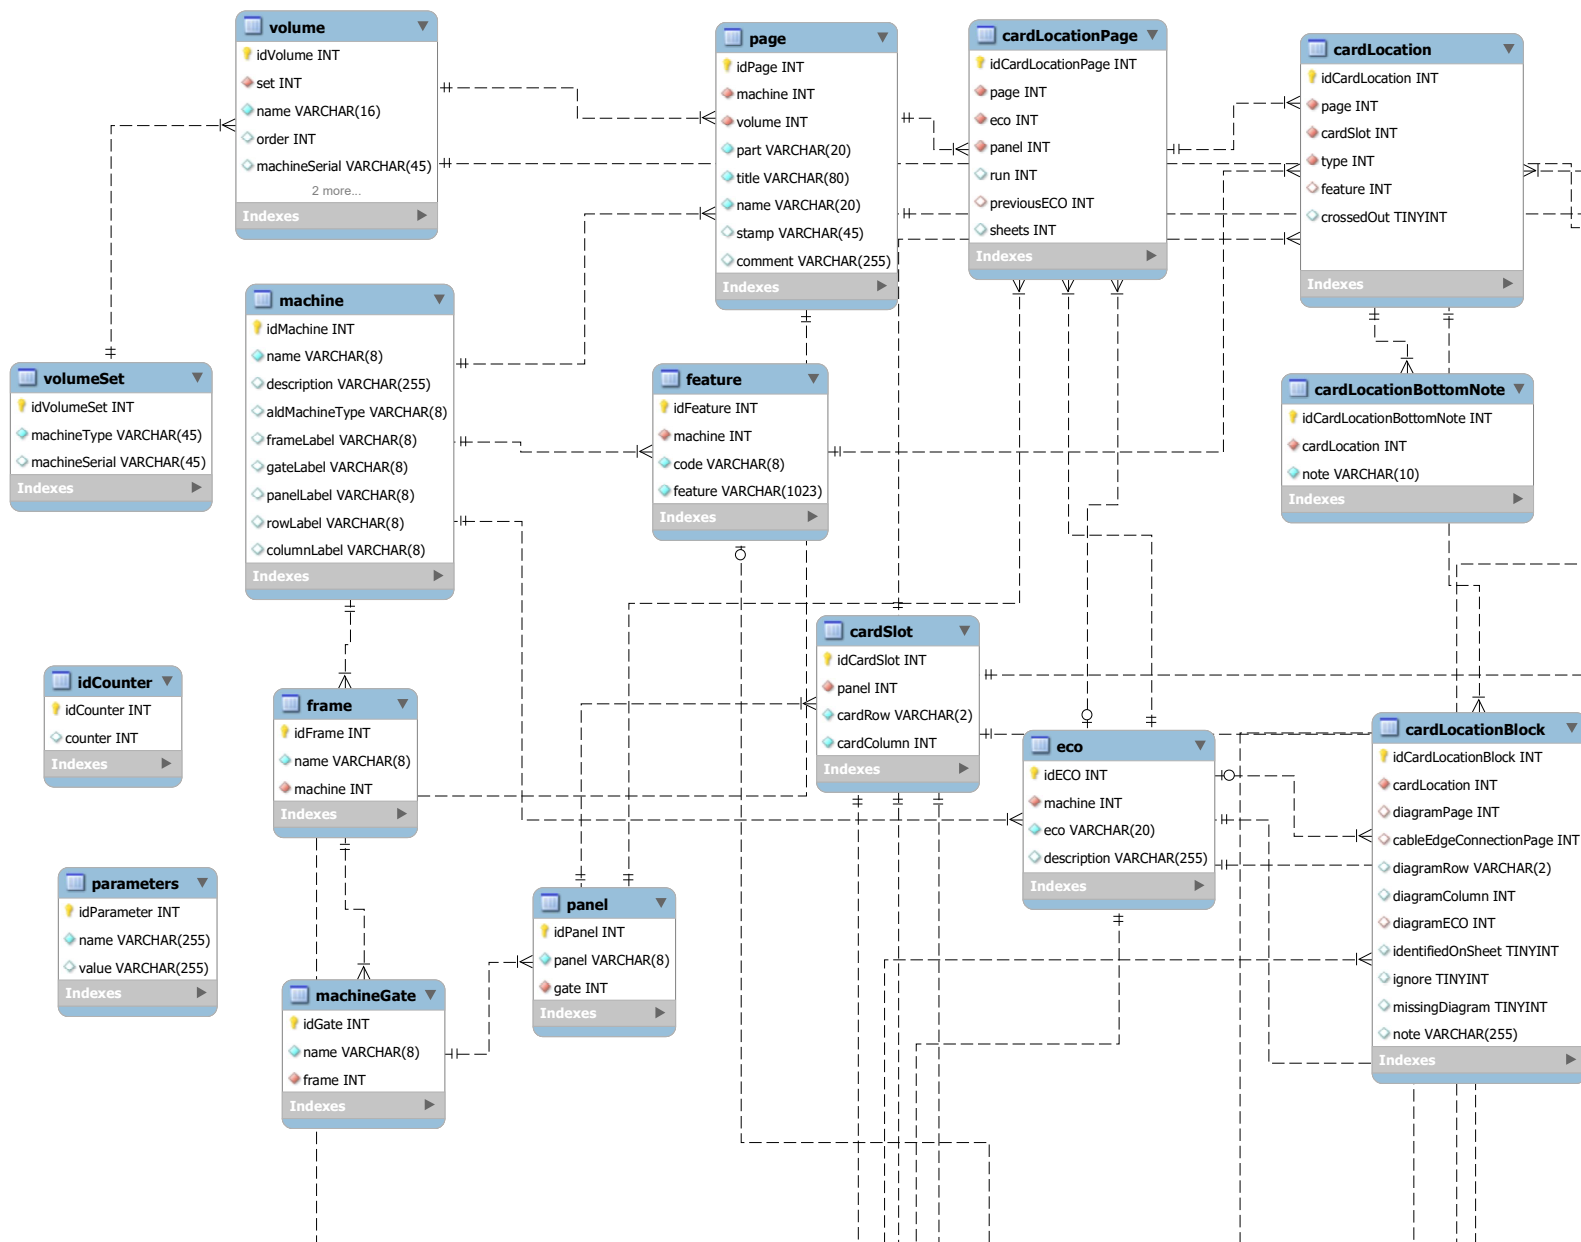 volume
idVolume INT
set INT
name VARCHAR(16)
order INT
machineSerial VARCHAR(45)
2 more...
Indexes
page
idPage INT
machine INT
volume INT
part VARCHAR(20)
title VARCHAR(80)
name VARCHAR(20)
stamp VARCHAR(45)
comment VARCHAR(255)
Indexes
cardLocationPage
idCardLocationPage INT
page INT
eco INT
panel INT
run INT
previousECO INT
sheets INT
Indexes
cardLocation
idCardLocation INT
page INT
cardSlot INT
type INT
feature INT
crossedOut TINYINT
Indexes
machine
idMachine INT
name VARCHAR(8)
description VARCHAR(255)
aldMachineType VARCHAR(8)
frameLabel VARCHAR(8)
gateLabel VARCHAR(8)
panelLabel VARCHAR(8)
rowLabel VARCHAR(8)
columnLabel VARCHAR(8)
Indexes
volumeSet
idVolumeSet INT
machineType VARCHAR(45)
machineSerial VARCHAR(45)
Indexes
feature
idFeature INT
machine INT
code VARCHAR(8)
feature VARCHAR(1023)
Indexes
cardLocationBottomNote
idCardLocationBottomNote INT
cardLocation INT
note VARCHAR(10)
Indexes
cardSlot
idCardSlot INT
panel INT
cardRow VARCHAR(2)
cardColumn INT
Indexes
idCounter
idCounter INT
counter INT
Indexes
frame
idFrame INT
name VARCHAR(8)
machine INT
Indexes
eco
idECO INT
machine INT
eco VARCHAR(20)
description VARCHAR(255)
Indexes
cardLocationBlock
idCardLocationBlock INT
cardLocation INT
diagramPage INT
cableEdgeConnectionPage INT
diagramRow VARCHAR(2)
diagramColumn INT
diagramECO INT
identifiedOnSheet TINYINT
ignore TINYINT
missingDiagram TINYINT
note VARCHAR(255)
Indexes
parameters
idParameter INT
name VARCHAR(255)
value VARCHAR(255)
Indexes
panel
idPanel INT
panel VARCHAR(8)
gate INT
Indexes
machineGate
idGate INT
name VARCHAR(8)
frame INT
Indexes